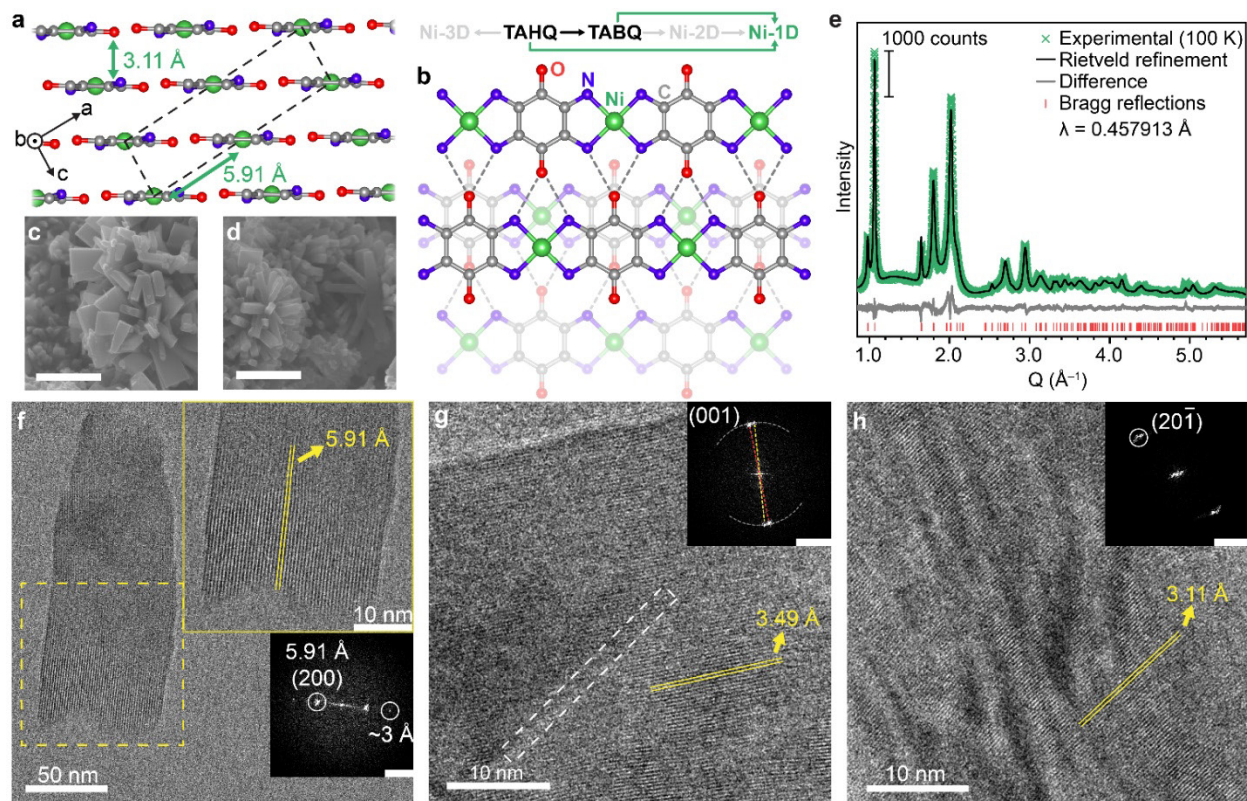 a
3.11 Å
b
a
c
5.91 Å
Ni-3D TAHQ TABQ Ni-2D Ni-1D
b
O
N
Ni
C
c
d
e
1000 counts
Experimental (100 K)
Rietveld refinement
Difference
Bragg reflections
λ = 0.457913 Å
Intensity
1.0 2.0 3.0 4.0 5.0
Q (Å⁻¹)
f
5.91 Å
10 nm
5.91 Å
(200)
~3 Å
50 nm
g
(001)
3.49 Å
10 nm
h
(201̄)
3.11 Å
10 nm